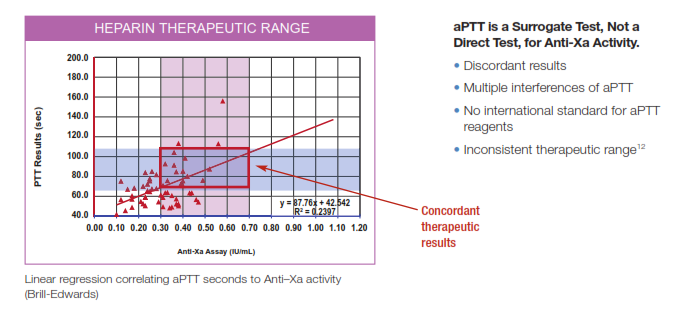 HEPARIN THERAPEUTIC RANGE
PTT Results (sec)
200.0
180.0
160.0
140.0
120.0
100.0
80.0
60.0
40.0
y = 87.76x + 42.542
R² = 0.2397
0.00 0.10 0.20 0.30 0.40 0.50 0.60 0.70 0.80 0.90 1.00 1.10 1.20
Anti-Xa Assay (IU/mL)
Linear regression correlating aPTT seconds to Anti–Xa activity
(Brill-Edwards)
aPTT is a Surrogate Test, Not a
Direct Test, for Anti-Xa Activity.
• Discordant results
• Multiple interferences of aPTT
• No international standard for aPTT
reagents
• Inconsistent therapeutic range¹²
Concordant
therapeutic
results